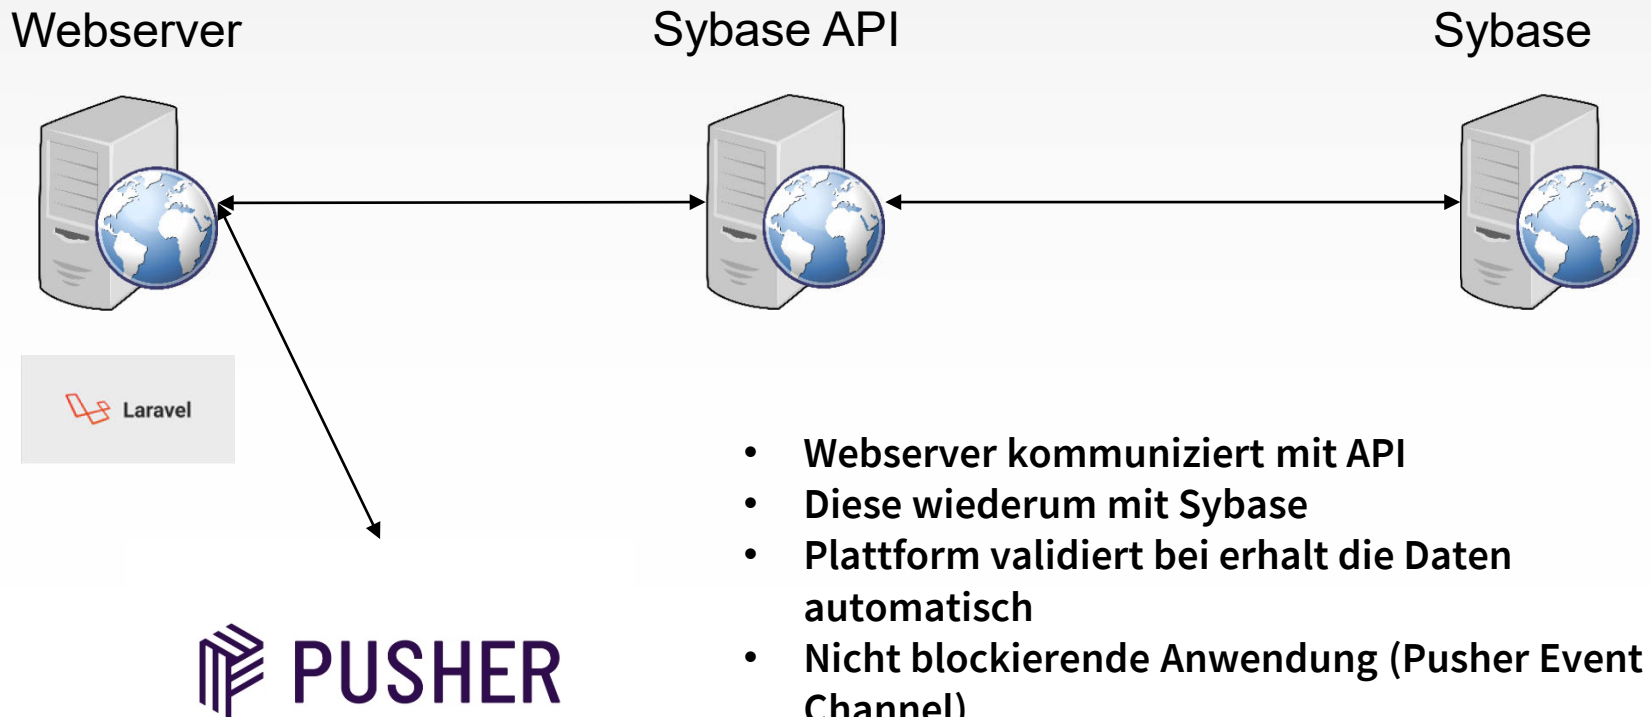 Webserver
Sybase API
Sybase
Laravel
• Webserver kommuniziert mit API
• Diese wiederum mit Sybase
• Plattform validiert bei erhalt die Daten
automatisch
• Nicht blockierende Anwendung (Pusher Event
Channel)
PUSHER